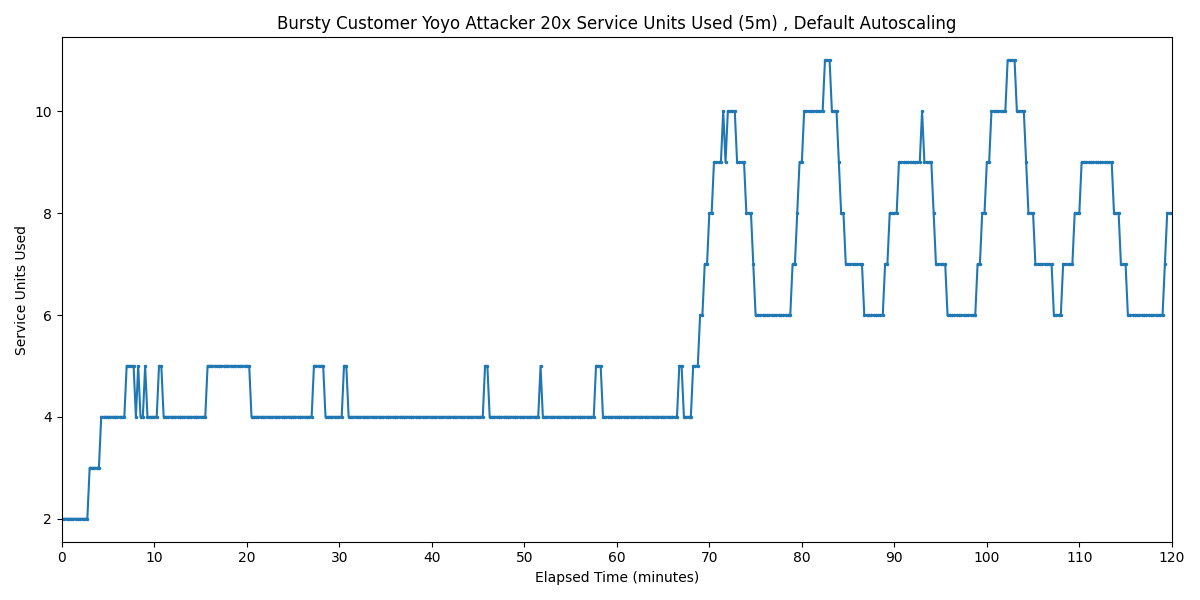 Bursty Customer Yoyo Attacker 20x Service Units Used (5m) , Default Autoscaling
Service Units Used
10
8
6
4
2
0 10 20 30 40 50 60 70 80 90 100 110 120
Elapsed Time (minutes)